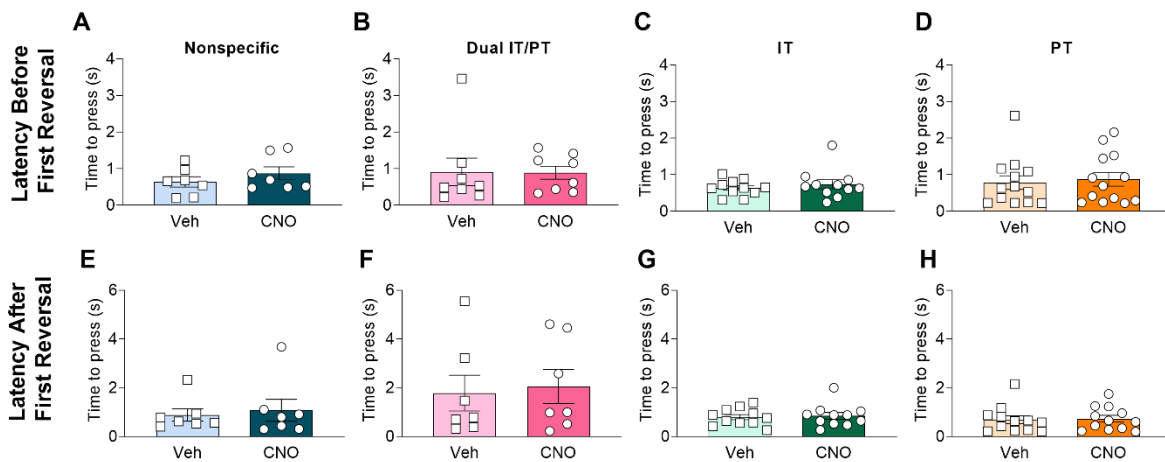 A
B
C
D
Nonspecific
Dual IT/PT
IT
PT
Latency Before
First Reversal
Time to press (s)
4
3
2
1
0
Veh
CNO
Time to press (s)
4
3
2
1
0
Veh
CNO
Time to press (s)
4
3
2
1
0
Veh
CNO
Time to press (s)
4
3
2
1
0
Veh
CNO
E
F
G
H
Latency After
First Reversal
Time to press (s)
6
4
2
0
Veh
CNO
Time to press (s)
6
4
2
0
Veh
CNO
Time to press (s)
6
4
2
0
Veh
CNO
Time to press (s)
6
4
2
0
Veh
CNO